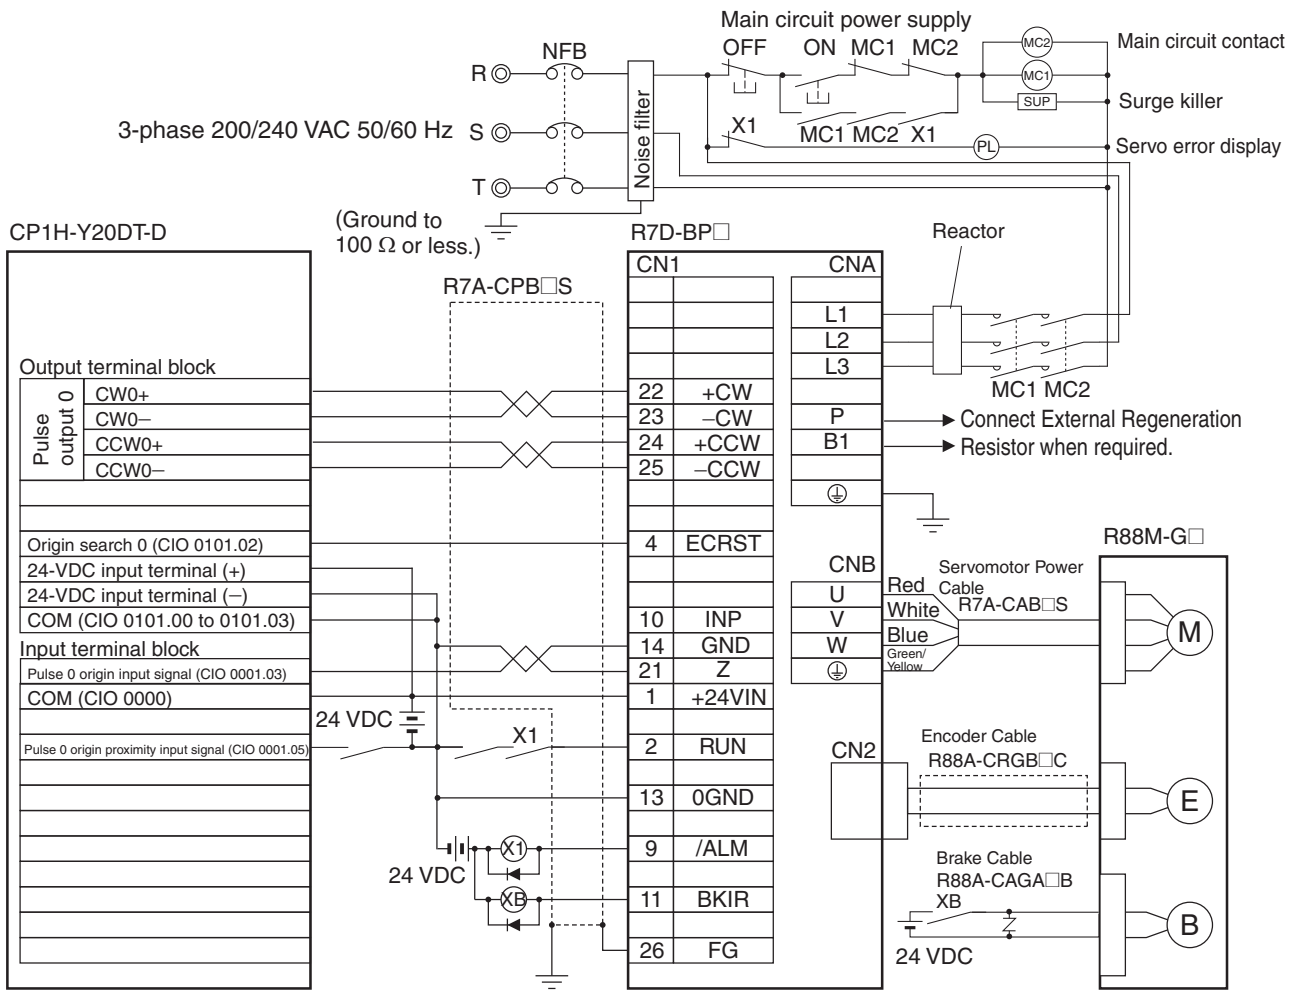 Main circuit power supply
NFB
OFF ON MC1 MC2
MC2
Main circuit contact
R
MC1
SUP
Surge killer
Noise filter
3-phase 200/240 VAC 50/60 Hz S
X1
MC1 MC2 X1
PL
Servo error display
T
CP1H-Y20DT-D
(Ground to
100 Ω or less.)
R7D-BP□
Reactor
R7A-CPB□S
CN1
CNA
L1
L2
L3
MC1 MC2
Output terminal block
Pulse
output 0
CW0+
22 +CW
CW0−
23 −CW
P
Connect External Regeneration
CCW0+
24 +CCW
B1
Resistor when required.
CCW0−
25 −CCW
Origin search 0 (CIO 0101.02)
4 ECRST
R88M-G□
24-VDC input terminal (+)
CNB
Servomotor Power
Cable
R7A-CAB□S
24-VDC input terminal (−)
U
Red
COM (CIO 0101.00 to 0101.03)
10 INP
V
White
M
Input terminal block
14 GND
W
Blue
Green/
Yellow
Pulse 0 origin input signal (CIO 0001.03)
21 Z
COM (CIO 0000)
1 +24VIN
24 VDC
Pulse 0 origin proximity input signal (CIO 0001.05)
X1
2 RUN
CN2
Encoder Cable
R88A-CRGB□C
13 0GND
E
24 VDC
X1
9 /ALM
Brake Cable
R88A-CAGA□B
XB
11 BKIR
XB
B
24 VDC
26 FG